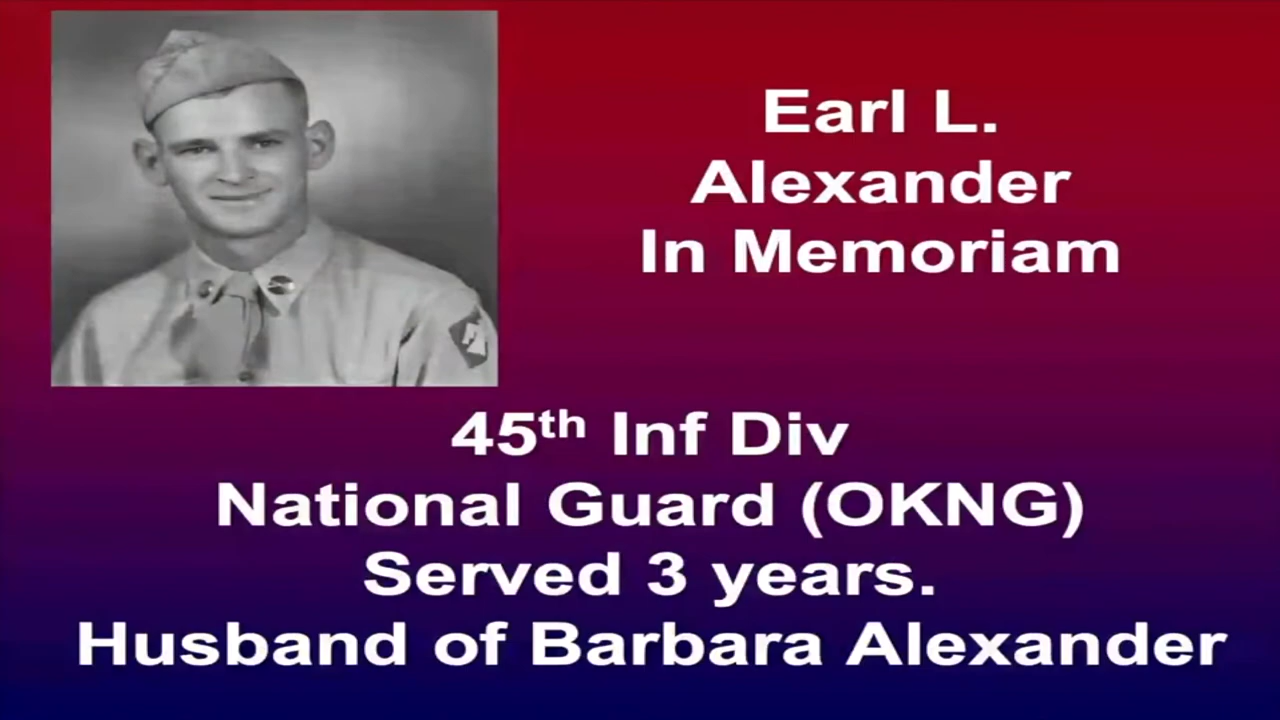 Earl L.
Alexander
In Memoriam
45th Inf Div
National Guard (OKNG)
Served 3 years.
Husband of Barbara Alexander